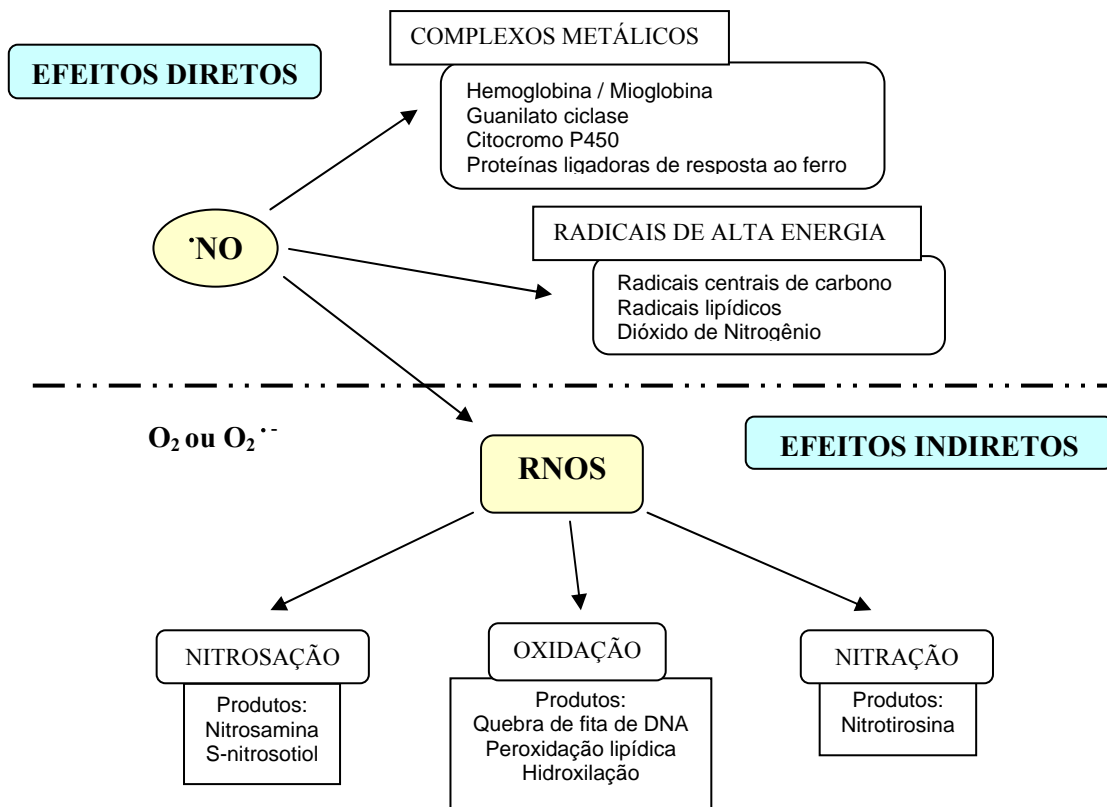 COMPLEXOS METÁLICOS
EFEITOS DIRETOS
Hemoglobina / Mioglobina
Guanilato ciclase
Citocromo P450
Proteínas ligadoras de resposta ao ferro
˙NO
RADICAIS DE ALTA ENERGIA
Radicais centrais de carbono
Radicais lipídicos
Dióxido de Nitrogênio
O₂ ou O₂˙⁻
EFEITOS INDIRETOS
RNOS
NITROSAÇÃO
Produtos:
Nitrosamina
S-nitrosotiol
OXIDAÇÃO
Produtos:
Quebra de fita de DNA
Peroxidação lipídica
Hidroxilação
NITRAÇÃO
Produtos:
Nitrotirosina